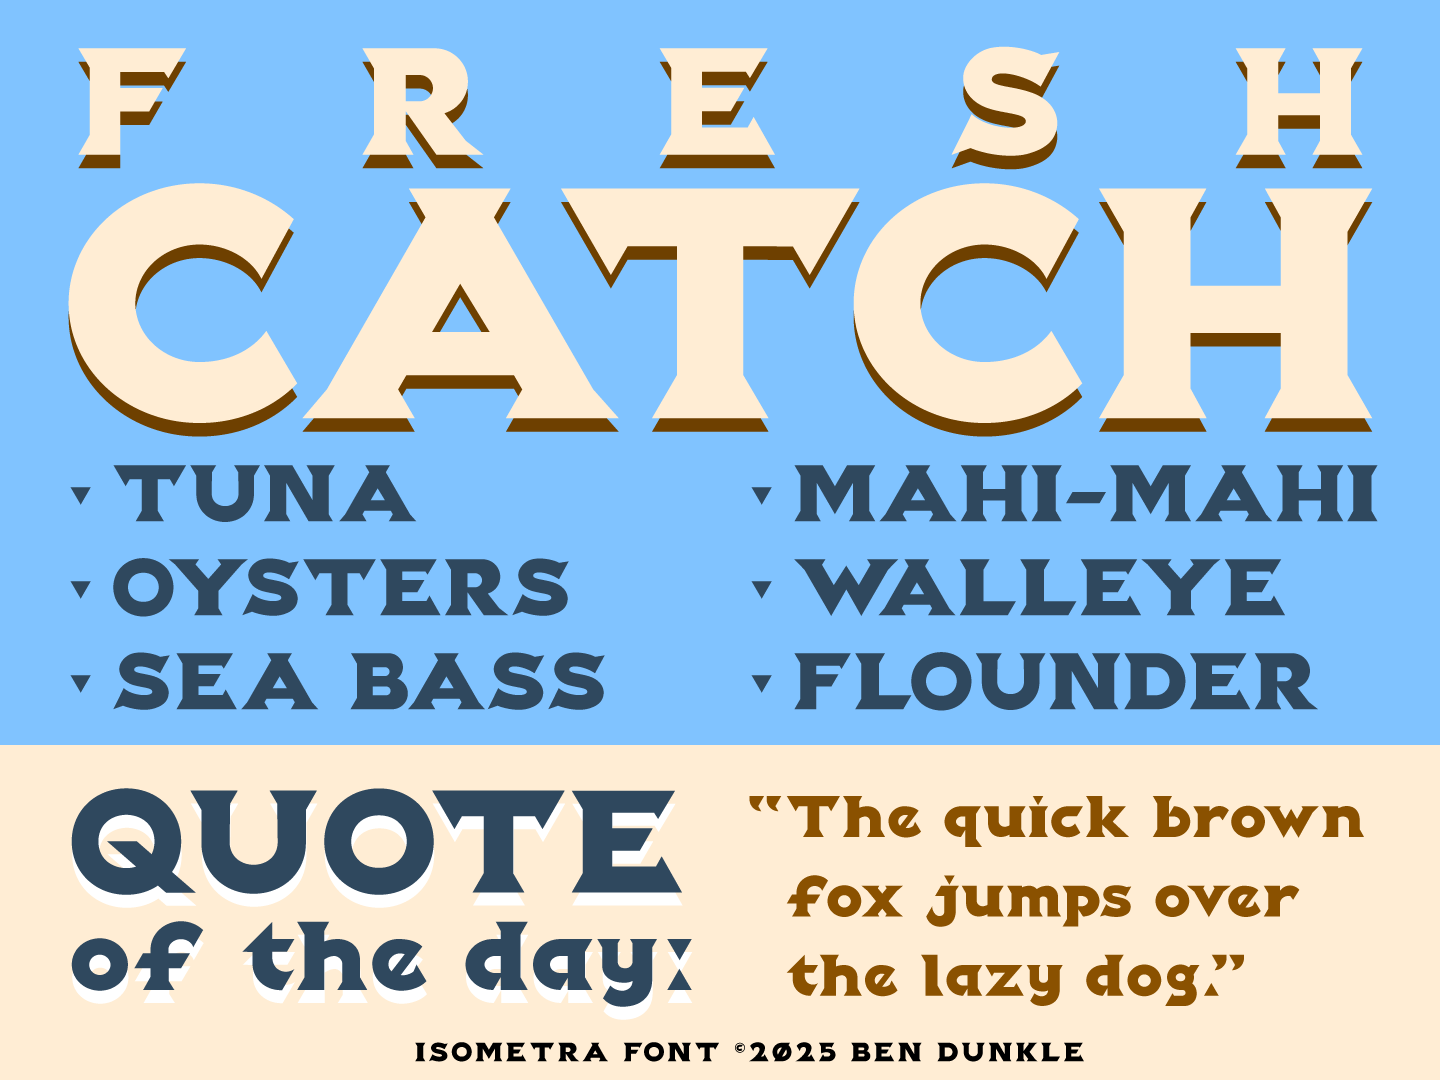 FRESH
CATCH
▾ TUNA
▾ OYSTERS
▾ SEA BASS
▾ MAHI-MAHI
▾ WALLEYE
▾ FLOUNDER
QUOTE
of the day:
“The quick brown
fox jumps over
the lazy dog.”
ISOMETRA FONT ©2025 BEN DUNKLE